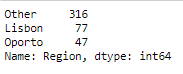 Other     316
Lisbon     77
Oporto     47
Name: Region, dtype: int64